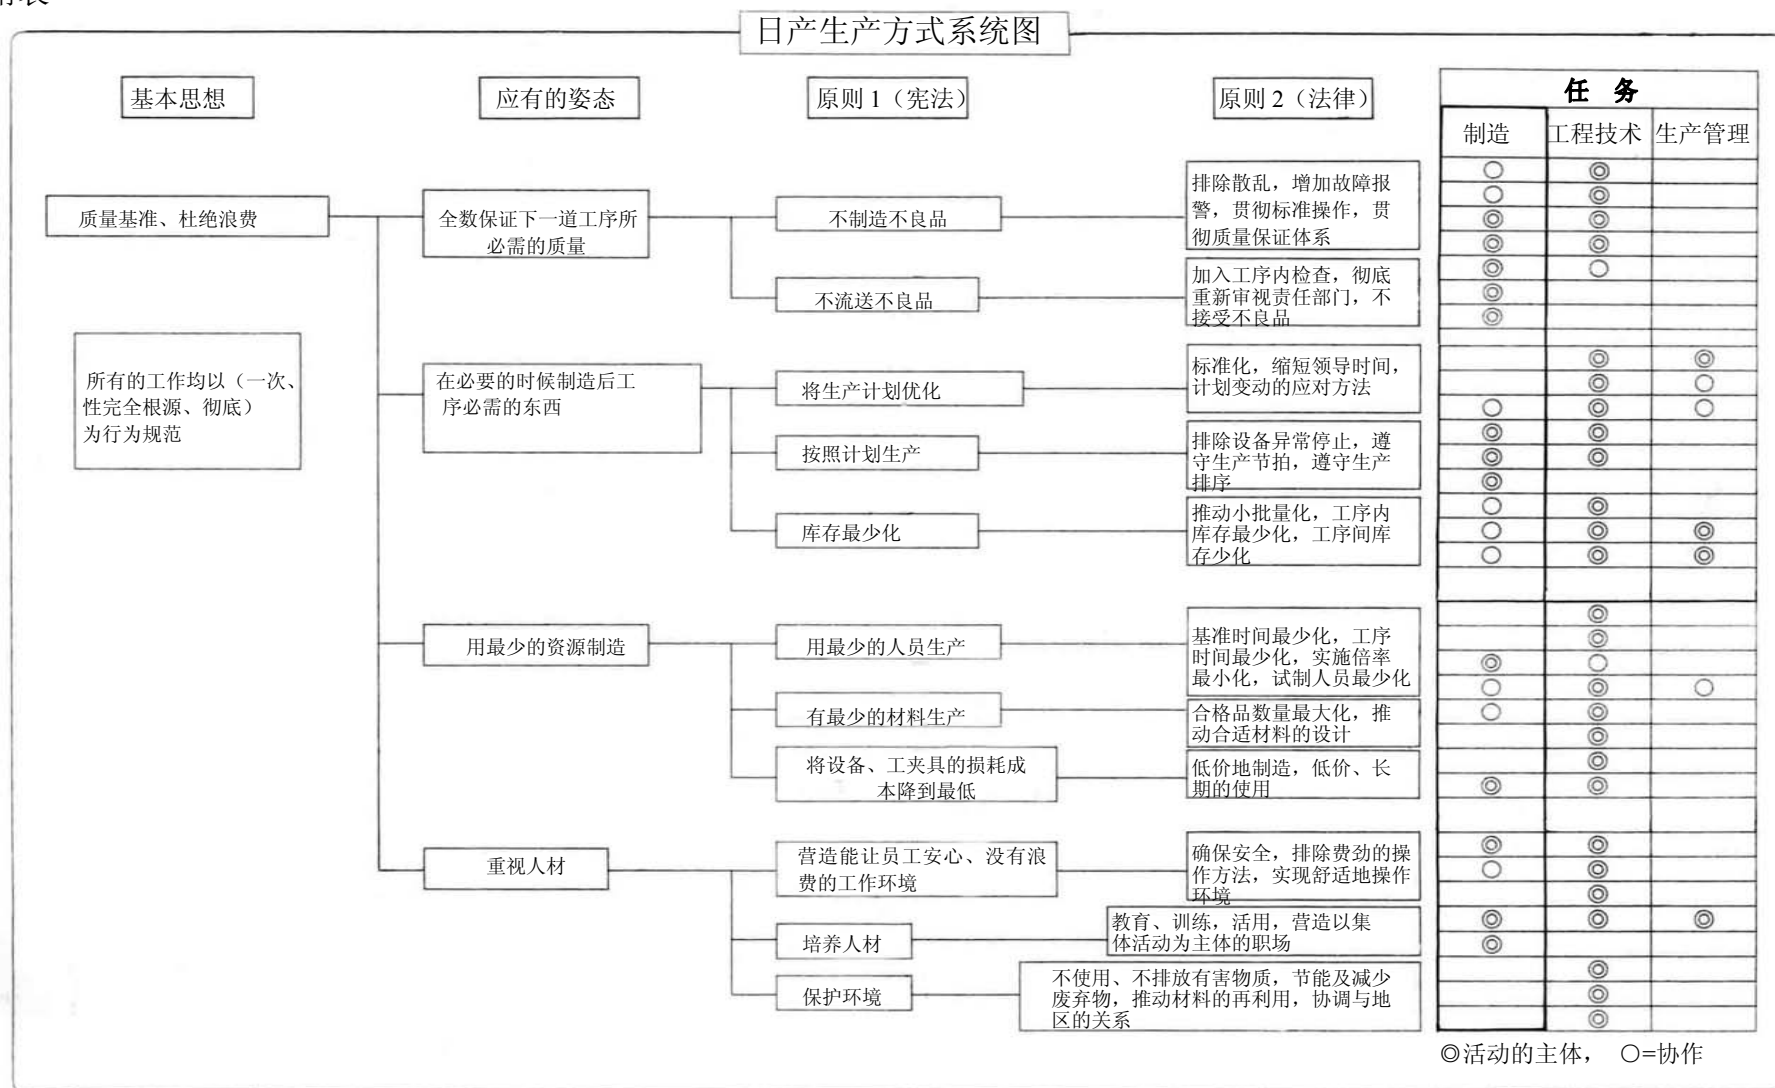 日产生产方式系统图
基本思想
应有的姿态
原则 1（宪法）
原则 2（法律）
任 务
制造
工程技术
生产管理
质量基准、杜绝浪费
所有的工作均以（一次、
性完全根源、彻底）
为行为规范
全数保证下一道工序所
必需的质量
不制造不良品
排除散乱，增加故障报
警，贯彻标准操作，贯
彻质量保证体系
不流送不良品
加入工序内检查，彻底
重新审视责任部门，不
接受不良品
在必要的时候制造后工
序必需的东西
将生产计划优化
标准化，缩短领导时间，
计划变动的应对方法
按照计划生产
排除设备异常停止，遵
守生产节拍，遵守生产
排序
库存最少化
推动小批量化，工序内
库存最少化，工序间库
存少化
用最少的资源制造
用最少的人员生产
基准时间最少化，工序
时间最少化，实施倍率
最小化，试制人员最少化
有最少的材料生产
合格品数量最大化，推
动合适材料的设计
将设备、工夹具的损耗成
本降到最低
低价地制造，低价、长
期的使用
重视人材
营造能让员工安心、没有浪
费的工作环境
确保安全，排除费劲的操
作方法，实现舒适地操作
环境
培养人材
教育、训练，活用，营造以集
体活动为主体的职场
保护环境
不使用、不排放有害物质，节能及减少
废弃物，推动材料的再利用，协调与地
区的关系
◎活动的主体， ○=协作